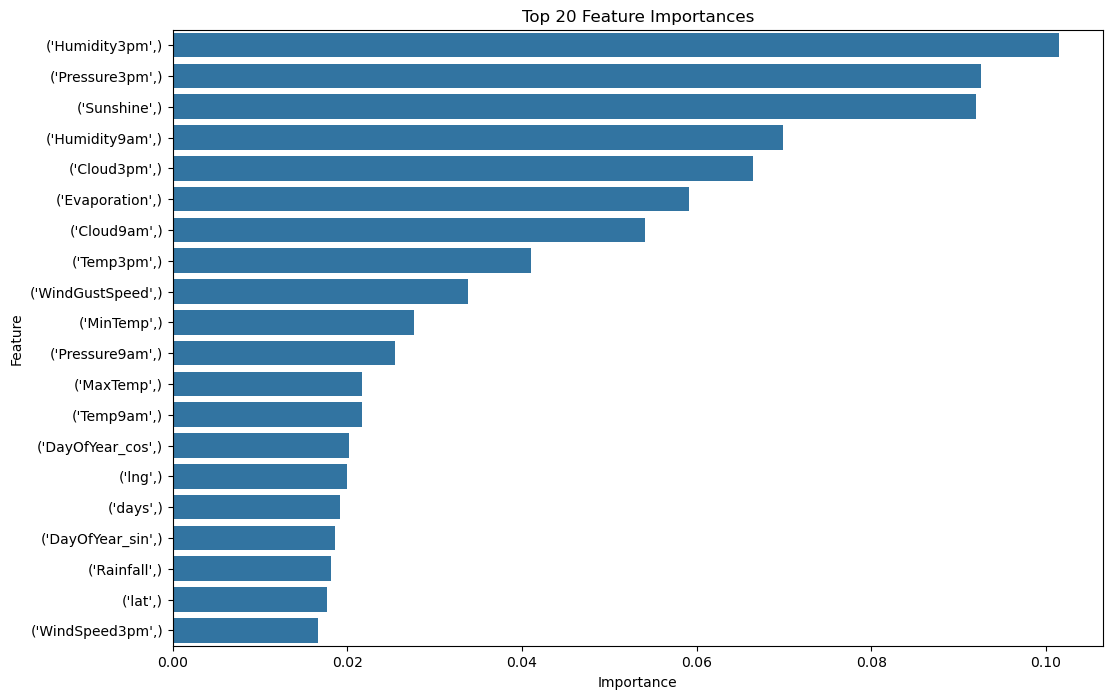 Top 20 Feature Importances
Feature
('Humidity3pm',)
('Pressure3pm',)
('Sunshine',)
('Humidity9am',)
('Cloud3pm',)
('Evaporation',)
('Cloud9am',)
('Temp3pm',)
('WindGustSpeed',)
('MinTemp',)
('Pressure9am',)
('MaxTemp',)
('Temp9am',)
('DayOfYear_cos',)
('lng',)
('days',)
('DayOfYear_sin',)
('Rainfall',)
('lat',)
('WindSpeed3pm',)
0.00 0.02 0.04 0.06 0.08 0.10
Importance